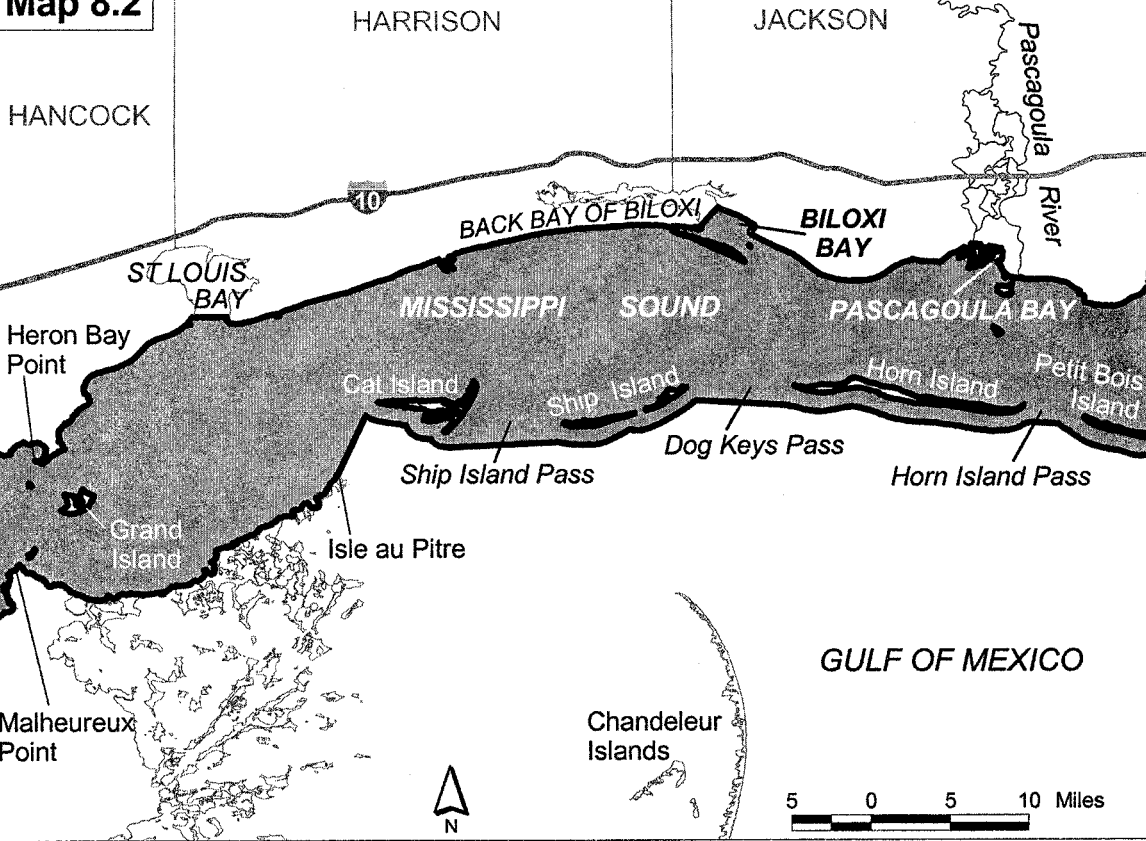 Map 8.2
HARRISON
JACKSON
HANCOCK
Pascagoula River
10
BACK BAY OF BILOXI
BILOXI
BAY
ST LOUIS
BAY
MISSISSIPPI SOUND
PASCAGOULA BAY
Heron Bay
Point
Cat Island
Ship Island
Horn Island
Petit Bois
Island
Dog Keys Pass
Ship Island Pass
Horn Island Pass
Grand
Island
Isle au Pitre
GULF OF MEXICO
Malheureux
Point
Chandeleur
Islands
N
5 0 5 10 Miles